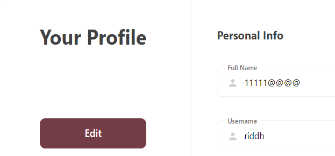 Your Profile
Edit
Personal Info
Full Name
11111@@@@
Username
riddh